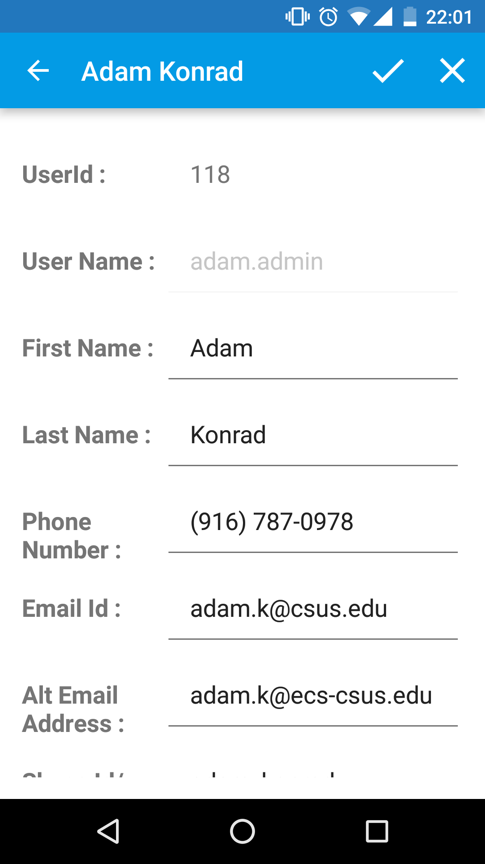 22:01
Adam Konrad
UserId : 118
User Name : adam.admin
First Name : Adam
Last Name : Konrad
Phone Number : (916) 787-0978
Email Id : adam.k@csus.edu
Alt Email Address : adam.k@ecs-csus.edu